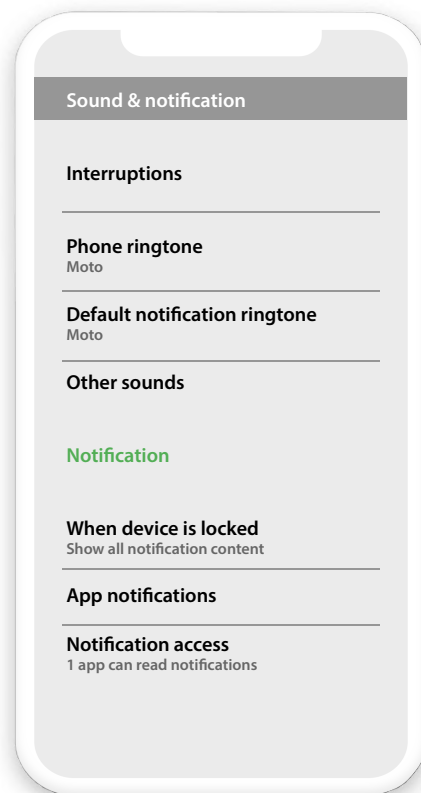 Sound & notification
Interruptions
Phone ringtone
Moto
Default notification ringtone
Moto
Other sounds
Notification
When device is locked
Show all notification content
App notifications
Notification access
1 app can read notifications